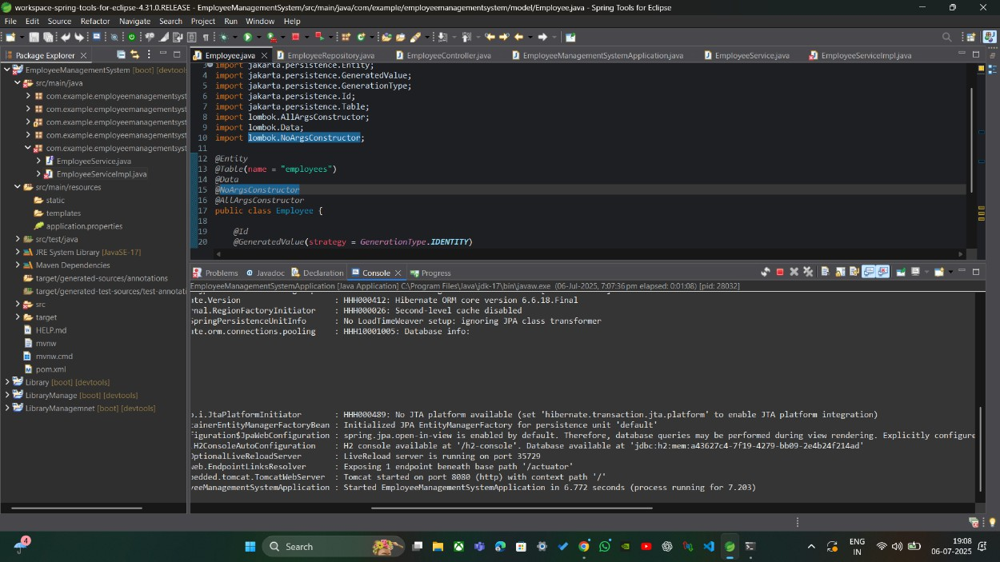 workspace-spring-tools-for-eclipse-4.31.0.RELEASE - EmployeeManagementSystem/src/main/java/com/example/employeemanagementsystem/model/Employee.java - Spring Tools for Eclipse
File Edit Source Refactor Navigate Search Project Run Window Help
Package Explorer
EmployeeManagementSystem [boot] [devtools
src/main/java
com.example.employeemanagementsyst
com.example.employeemanagementsyst
com.example.employeemanagementsyst
com.example.employeemanagementsyst
com.example.employeemanagementsyst
EmployeeService.java
EmployeeServiceImpl.java
src/main/resources
static
templates
application.properties
src/test/java
JRE System Library [JavaSE-17]
Maven Dependencies
target/generated-sources/annotations
target/generated-test-sources/test-annotati
src
target
HELP.md
mvnw
mvnw.cmd
pom.xml
Library [boot] [devtools]
LibraryManage [boot] [devtools]
LibraryManagemnet [boot] [devtools]
Employee.java EmployeeRepository.java EmployeeController.java EmployeeManagementSystemApplication.java EmployeeService.java EmployeeServiceImpl.java
3 import jakarta.persistence.Entity;
4 import jakarta.persistence.GeneratedValue;
5 import jakarta.persistence.GenerationType;
6 import jakarta.persistence.Id;
7 import jakarta.persistence.Table;
8 import lombok.AllArgsConstructor;
9 import lombok.Data;
10 import lombok.NoArgsConstructor;
11
12 @Entity
13 @Table(name = "employees")
14 @Data
15 @NoArgsConstructor
16 @AllArgsConstructor
17 public class Employee {
18
19 @Id
20 @GeneratedValue(strategy = GenerationType.IDENTITY)
Problems Javadoc Declaration Console Progress
EmployeeManagementSystemApplication [Java Application] C:\Program Files\Java\jdk-17\bin\javaw.exe (06-Jul-2025, 7:07:36 pm elapsed: 0:01:08) [pid: 28032]
ate.Version : HHH000412: Hibernate ORM core version 6.6.18.Final
rnal.RegionFactoryInitiator : HHH000026: Second-level cache disabled
SpringPersistenceUnitInfo : No LoadTimeWeaver setup: ignoring JPA class transformer
ate.orm.connections.pooling : HHH10001005: Database info:
p.i.JtaPlatformInitiator : HHH000489: No JTA platform available (set 'hibernate.transaction.jta.platform' to enable JTA platform integration)
tainerEntityManagerFactoryBean : Initialized JPA EntityManagerFactory for persistence unit 'default'
figuration$JpaWebConfiguration : spring.jpa.open-in-view is enabled by default. Therefore, database queries may be performed during view rendering. Explicitly configure
.H2ConsoleAutoConfiguration : H2 console available at '/h2-console'. Database available at 'jdbc:h2:mem:a43627c4-7f19-4279-bb09-2e4b24f214ad'
OptionalLiveReloadServer : LiveReload server is running on port 35729
web.EndpointLinksResolver : Exposing 1 endpoint beneath base path '/actuator'
bedded.tomcat.TomcatWebServer : Tomcat started on port 8080 (http) with context path '/'
yeeManagementSystemApplication : Started EmployeeManagementSystemApplication in 6.772 seconds (process running for 7.203)
4
Search
ENG
IN
19:08
06-07-2025